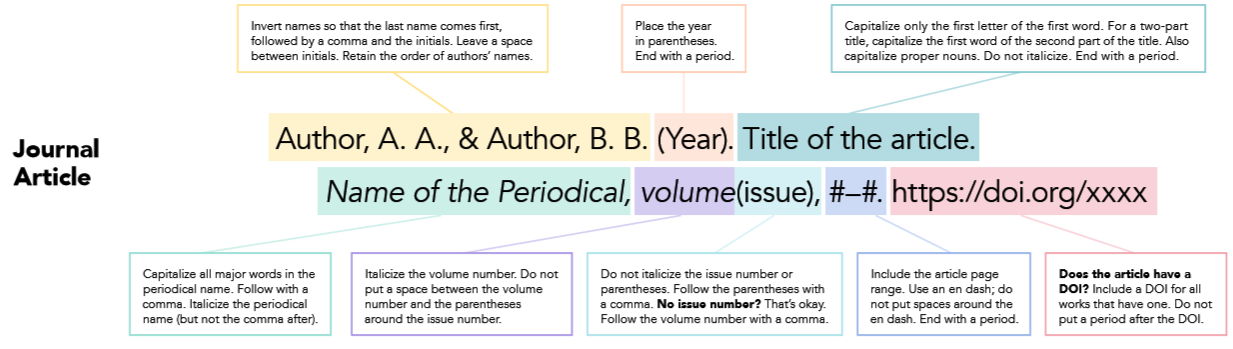 Invert names so that the last name comes first,
followed by a comma and the initials. Leave a space
between initials. Retain the order of authors’ names.
Place the year
in parentheses.
End with a period.
Capitalize only the first letter of the first word. For a two-part
title, capitalize the first word of the second part of the title. Also
capitalize proper nouns. Do not italicize. End with a period.
Journal
Article
Author, A. A., & Author, B. B. (Year). Title of the article.
Name of the Periodical, volume(issue), #–#. https://doi.org/xxxx
Capitalize all major words in the
periodical name. Follow with a
comma. Italicize the periodical
name (but not the comma after).
Italicize the volume number. Do not
put a space between the volume
number and the parentheses
around the issue number.
Do not italicize the issue number or
parentheses. Follow the parentheses with
a comma. No issue number? That’s okay.
Follow the volume number with a comma.
Include the article page
range. Use an en dash; do
not put spaces around the
en dash. End with a period.
Does the article have a
DOI? Include a DOI for all
works that have one. Do not
put a period after the DOI.